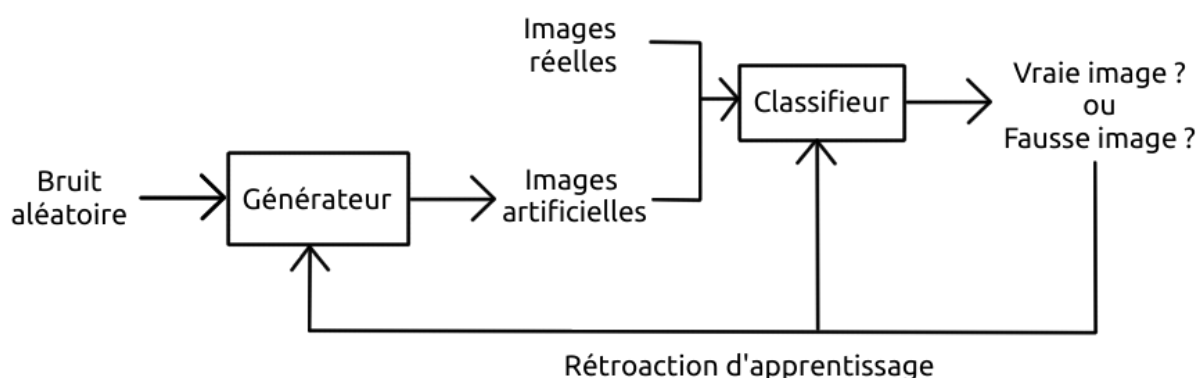 Images
réelles
Classifieur
Vraie image ?
ou
Fausse image ?
Bruit
aléatoire
Générateur
Images
artificielles
Rétroaction d'apprentissage